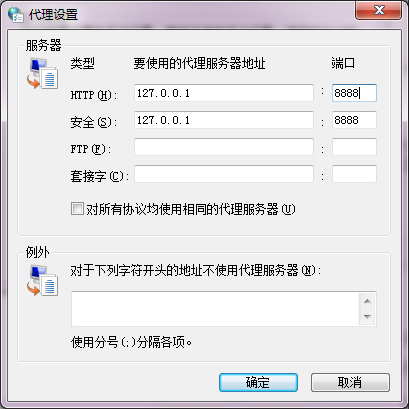 代理设置
服务器
类型 要使用的代理服务器地址 端口
HTTP(H): 127.0.0.1 : 8888
安全(S): 127.0.0.1 : 8888
FTP(F): :
套接字(C): :
对所有协议均使用相同的代理服务器(U)
例外
对于下列字符开头的地址不使用代理服务器(N):
使用分号(;)分隔各项。
确定 取消